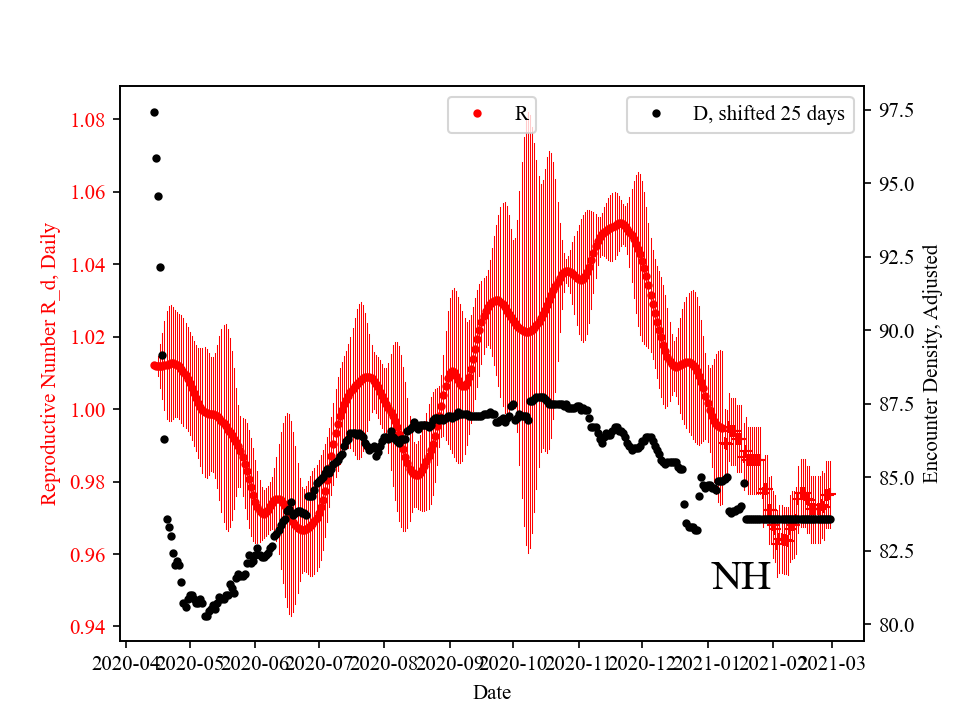 R
D, shifted 25 days
1.08
1.06
1.04
1.02
1.00
0.98
0.96
0.94
Reproductive Number R_d, Daily
97.5
95.0
92.5
90.0
87.5
85.0
82.5
80.0
Encounter Density, Adjusted
NH
2020-04 2020-05 2020-06 2020-07 2020-08 2020-09 2020-10 2020-11 2020-12 2021-01 2021-02 2021-03
Date